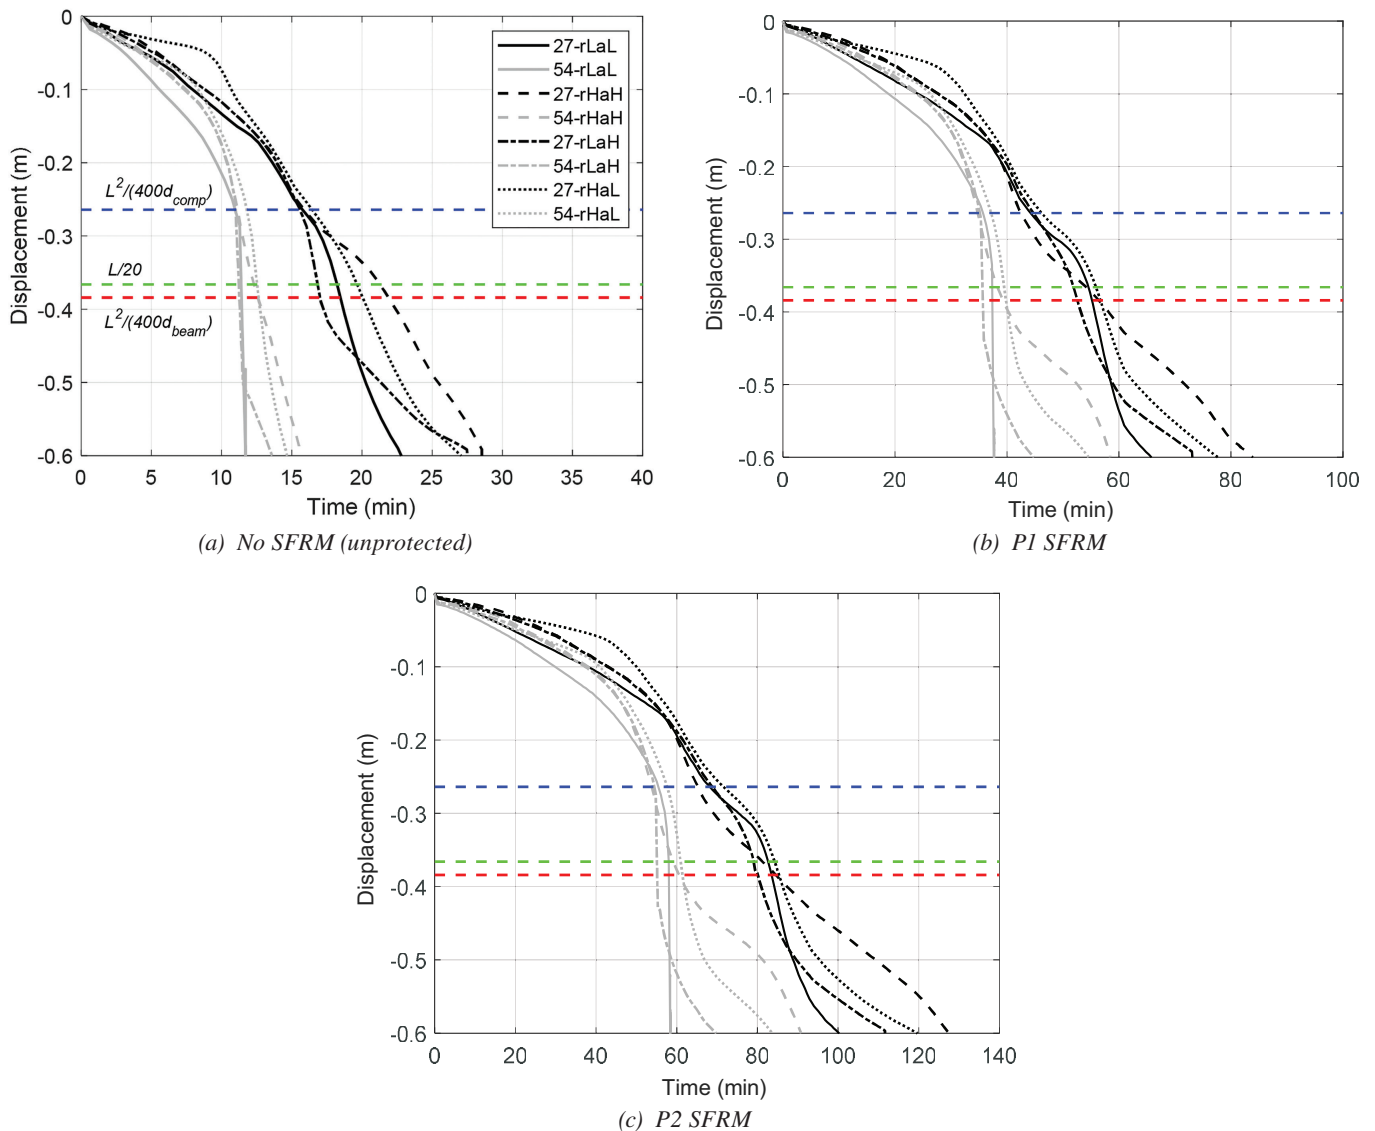 0
-0.1
-0.2
-0.3
-0.4
-0.5
-0.6
Displacement (m)
27-rLaL
54-rLaL
27-rHaH
54-rHaH
27-rLaH
54-rLaH
27-rHaL
54-rHaL
L²/(400d_comp)
L/20
L²/(400d_beam)
0 5 10 15 20 25 30 35 40
Time (min)
(a) No SFRM (unprotected)
0
-0.1
-0.2
-0.3
-0.4
-0.5
-0.6
Displacement (m)
0 20 40 60 80 100
Time (min)
(b) P1 SFRM
0
-0.1
-0.2
-0.3
-0.4
-0.5
-0.6
Displacement (m)
0 20 40 60 80 100 120 140
Time (min)
(c) P2 SFRM